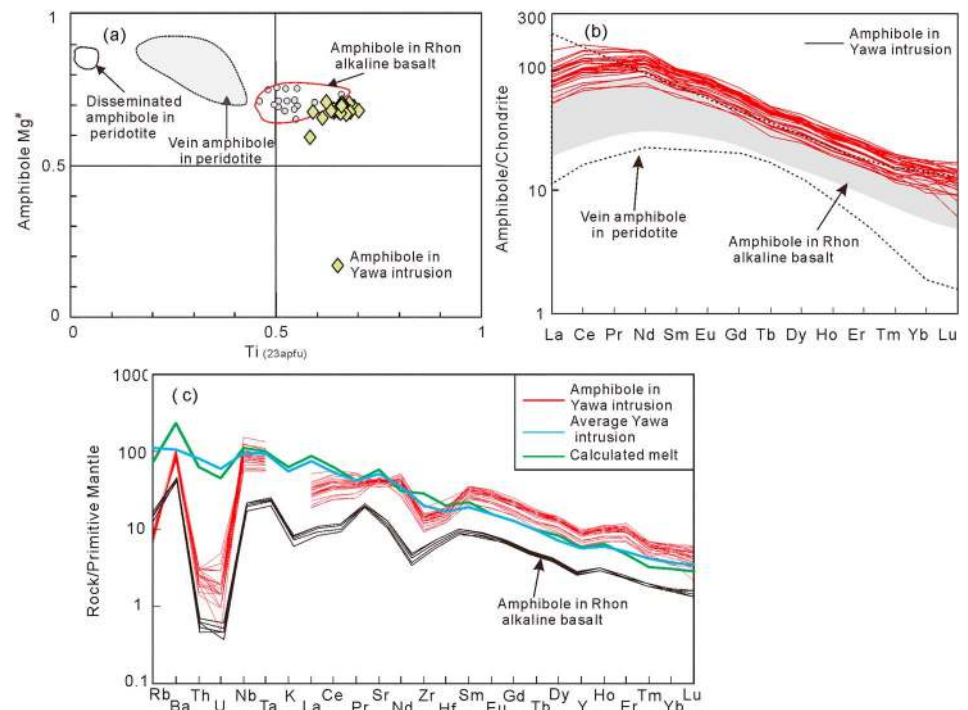 1
(a)
Amphibole in Rhon
alkaline basalt
Disseminated
amphibole in
peridotite
Vein amphibole
in peridotite
0.5
Amphibole Mg#
Amphibole in
Yawa intrusion
0
0 0.5 1
Ti (23apfu)
300
(b)
Amphibole in
Yawa intrusion
100
Amphibole/Chondrite
10
Vein amphibole
in peridotite
Amphibole in Rhon
alkaline basalt
1
La Ce Pr Nd Sm Eu Gd Tb Dy Ho Er Tm Yb Lu
1000
(c)
Amphibole in
Yawa intrusion
Average Yawa
intrusion
Calculated melt
100
Rock/Primitive Mantle
10
Amphibole in Rhon
alkaline basalt
1
0.1
Rb Ba Th U Nb Ta K La Ce Pr Sr Nd Zr Hf Sm Eu Gd Tb Dy Y Ho Er Tm Yb Lu